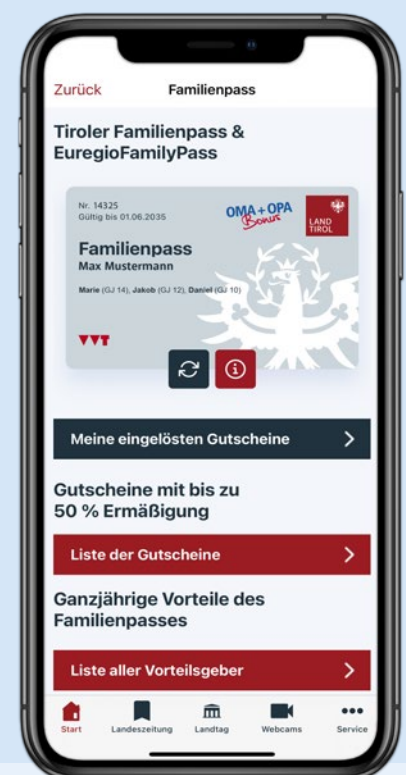 Zurück
Familienpass
Tiroler Familienpass &
EuregioFamilyPass
Nr. 14325
Gültig bis 01.06.2035
OMA + OPA
Bonus
LAND
TIROL
Familienpass
Max Mustermann
Marie (GJ 14), Jakob (GJ 12), Daniel (GJ 10)
VVT
Meine eingelösten Gutscheine
Gutscheine mit bis zu
50 % Ermäßigung
Liste der Gutscheine
Ganzjährige Vorteile des
Familienpasses
Liste aller Vorteilsgeber
Start
Landeszeitung
Landtag
Webcams
Service